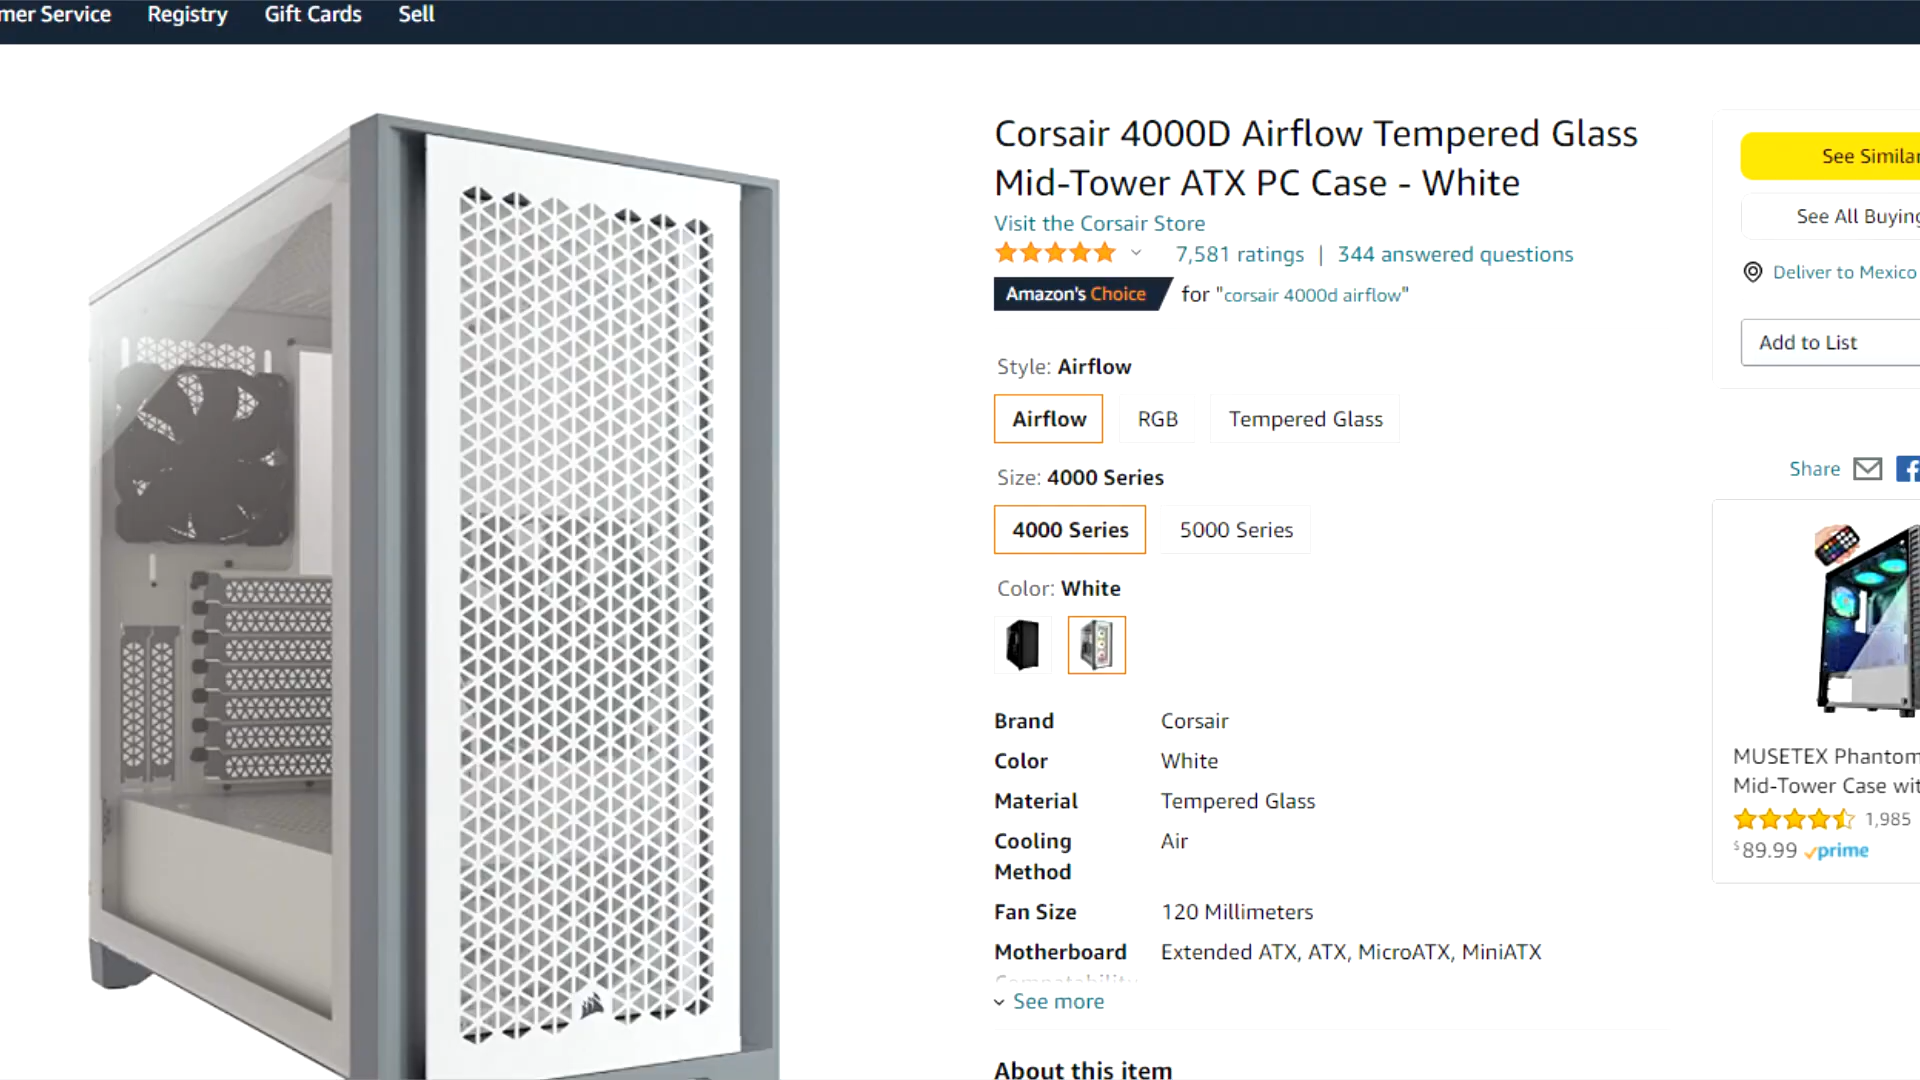 mer Service Registry Gift Cards Sell
Corsair 4000D Airflow Tempered Glass
Mid-Tower ATX PC Case - White
Visit the Corsair Store
7,581 ratings | 344 answered questions
Amazon's Choice for "corsair 4000d airflow"
Style: Airflow
Airflow RGB Tempered Glass
Size: 4000 Series
4000 Series 5000 Series
Color: White
Brand Corsair
Color White
Material Tempered Glass
Cooling Method Air
Fan Size 120 Millimeters
Motherboard Compatibility Extended ATX, ATX, MicroATX, MiniATX
See more
About this item
See Similar
See All Buying
Deliver to Mexico
Add to List
Share
MUSETEX Phantom
Mid-Tower Case wit
1,985
$89.99 prime